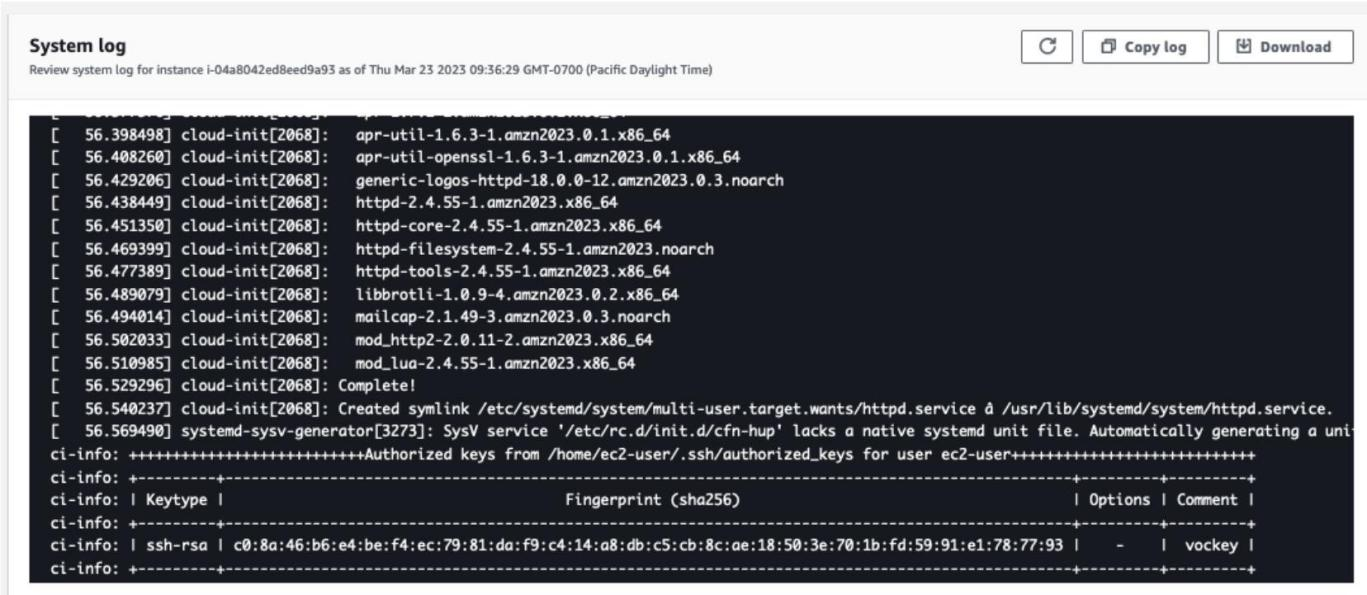 System log
Copy log
Download
Review system log for instance i-04a8042ed8eed9a93 as of Thu Mar 23 2023 09:36:29 GMT-0700 (Pacific Daylight Time)
[   56.398498] cloud-init[2068]:   apr-util-1.6.3-1.amzn2023.0.1.x86_64
[   56.408260] cloud-init[2068]:   apr-util-openssl-1.6.3-1.amzn2023.0.1.x86_64
[   56.429206] cloud-init[2068]:   generic-logos-httpd-18.0.0-12.amzn2023.0.3.noarch
[   56.438449] cloud-init[2068]:   httpd-2.4.55-1.amzn2023.x86_64
[   56.451350] cloud-init[2068]:   httpd-core-2.4.55-1.amzn2023.x86_64
[   56.469399] cloud-init[2068]:   httpd-filesystem-2.4.55-1.amzn2023.noarch
[   56.477389] cloud-init[2068]:   httpd-tools-2.4.55-1.amzn2023.x86_64
[   56.489079] cloud-init[2068]:   libbrotli-1.0.9-4.amzn2023.0.2.x86_64
[   56.494014] cloud-init[2068]:   mailcap-2.1.49-3.amzn2023.0.3.noarch
[   56.502033] cloud-init[2068]:   mod_http2-2.0.11-2.amzn2023.x86_64
[   56.510985] cloud-init[2068]:   mod_lua-2.4.55-1.amzn2023.x86_64
[   56.529296] cloud-init[2068]: Complete!
[   56.540237] cloud-init[2068]: Created symlink /etc/systemd/system/multi-user.target.wants/httpd.service â /usr/lib/systemd/system/httpd.service.
[   56.569490] systemd-sysv-generator[3273]: SysV service '/etc/rc.d/init.d/cfn-hup' lacks a native systemd unit file. Automatically generating a uni
ci-info: +++++++++++++++++++++++++++Authorized keys from /home/ec2-user/.ssh/authorized_keys for user ec2-user++++++++++++++++++++++++++++
ci-info: +---------+-------------------------------------------------------------------------------------------------+---------+---------+
ci-info: | Keytype |                                       Fingerprint (sha256)                                      | Options | Comment |
ci-info: +---------+-------------------------------------------------------------------------------------------------+---------+---------+
ci-info: | ssh-rsa | c0:8a:46:b6:e4:be:f4:ec:79:81:da:f9:c4:14:a8:db:c5:cb:8c:ae:18:50:3e:70:1b:fd:59:91:e1:78:77:93 |    -    |  vockey |
ci-info: +---------+-------------------------------------------------------------------------------------------------+---------+---------+